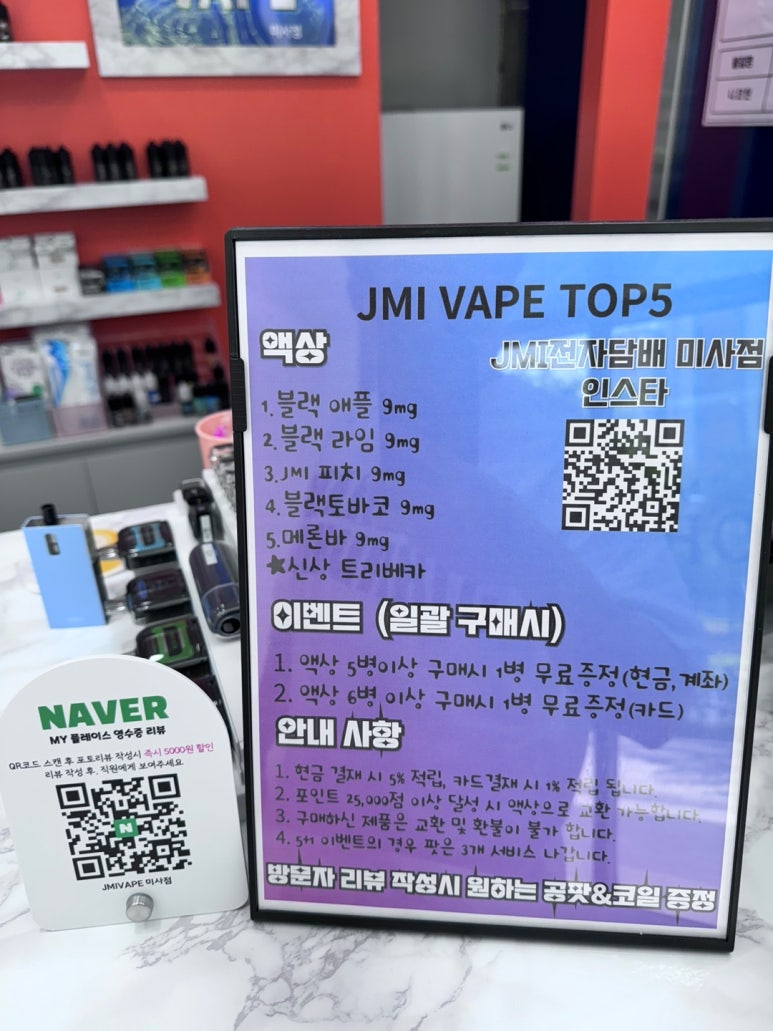 미사점
JMI VAPE TOP5
액상
JMI전자담배 미사점
인스타
1. 블랙 애플 9mg
2. 블랙 라임 9mg
3. JMI 피치 9mg
4. 블랙토바코 9mg
5. 메론바 9mg
★신상 트리베카
이벤트 (일괄 구매시)
1. 액상 5병이상 구매시 1병 무료증정(현금, 계좌)
2. 액상 6병 이상 구매시 1병 무료증정(카드)
안내 사항
1. 현금 결재 시 5% 적립, 카드결재 시 1% 적립 됩니다.
2. 포인트 25,000점 이상 달성 시 액상으로 교환 가능합니다.
3. 구매하신 제품은 교환 및 환불이 불가 합니다.
4. 5+1 이벤트의 경우 팟은 3개 서비스 나갑니다.
방문자 리뷰 작성시 원하는 공팟&코일 증정
NAVER
MY 플레이스 영수증 리뷰
QR코드 스캔 후 포토리뷰 작성시 즉시 5000원 할인
리뷰 작성 후, 직원에게 보여주세요
N
JMIVAPE 미사점